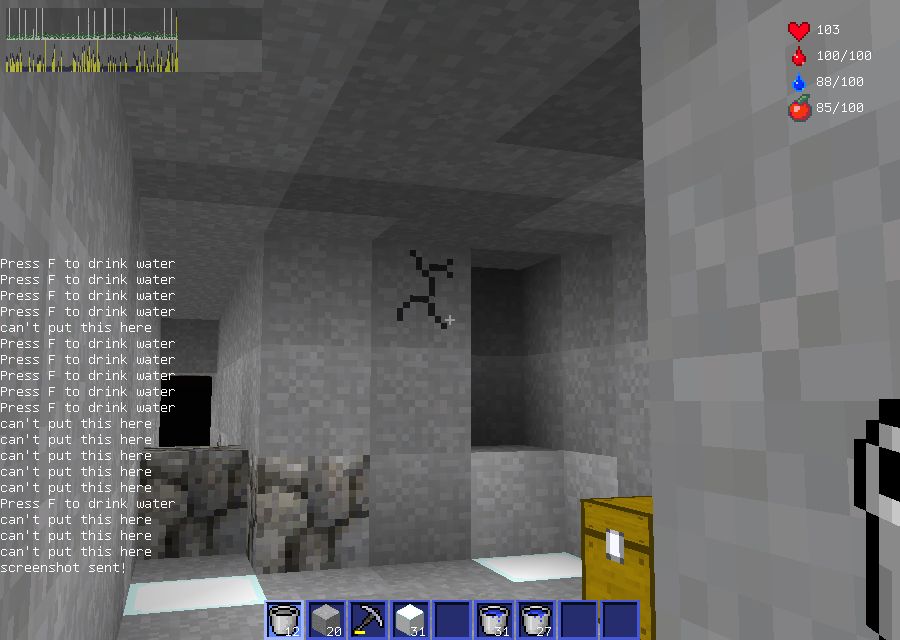 103
100/100
88/100
85/100
Press F to drink water
Press F to drink water
Press F to drink water
Press F to drink water
can't put this here
Press F to drink water
Press F to drink water
Press F to drink water
Press F to drink water
Press F to drink water
can't put this here
can't put this here
can't put this here
can't put this here
can't put this here
Press F to drink water
can't put this here
can't put this here
can't put this here
screenshot sent!
12 20 31 31 27